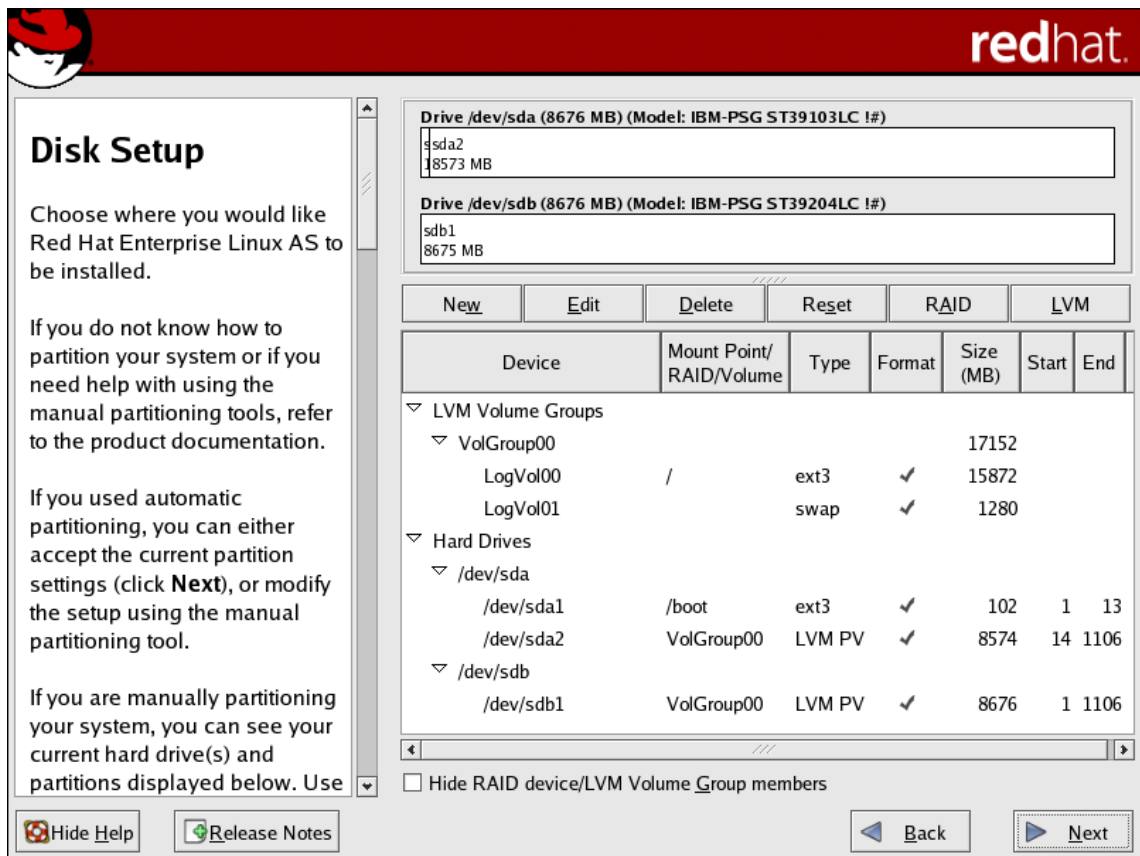 redhat.
Disk Setup
Choose where you would like
Red Hat Enterprise Linux AS to
be installed.
If you do not know how to
partition your system or if you
need help with using the
manual partitioning tools, refer
to the product documentation.
If you used automatic
partitioning, you can either
accept the current partition
settings (click Next), or modify
the setup using the manual
partitioning tool.
If you are manually partitioning
your system, you can see your
current hard drive(s) and
partitions displayed below. Use
Drive /dev/sda (8676 MB) (Model: IBM-PSG ST39103LC !#)
s sda2
1 8573 MB
Drive /dev/sdb (8676 MB) (Model: IBM-PSG ST39204LC !#)
sdb1
8675 MB
New Edit Delete Reset RAID LVM
Device Mount Point/ RAID/Volume Type Format Size (MB) Start End
LVM Volume Groups
VolGroup00 17152
LogVol00 / ext3 15872
LogVol01 swap 1280
Hard Drives
/dev/sda
/dev/sda1 /boot ext3 102 1 13
/dev/sda2 VolGroup00 LVM PV 8574 14 1106
/dev/sdb
/dev/sdb1 VolGroup00 LVM PV 8676 1 1106
Hide RAID device/LVM Volume Group members
Hide Help Release Notes Back Next